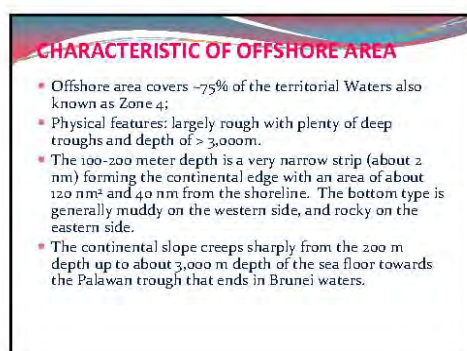 CHARACTERISTIC OF OFFSHORE AREA
• Offshore area covers ~75% of the territorial Waters also
known as Zone 4;
• Physical features: largely rough with plenty of deep
troughs and depth of > 3,000m.
• The 100-200 meter depth is a very narrow strip (about 2
nm) forming the continental edge with an area of about
120 nm² and 40 nm from the shoreline. The bottom type is
generally muddy on the western side, and rocky on the
eastern side.
• The continental slope creeps sharply from the 200 m
depth up to about 3,000 m depth of the sea floor towards
the Palawan trough that ends in Brunei waters.